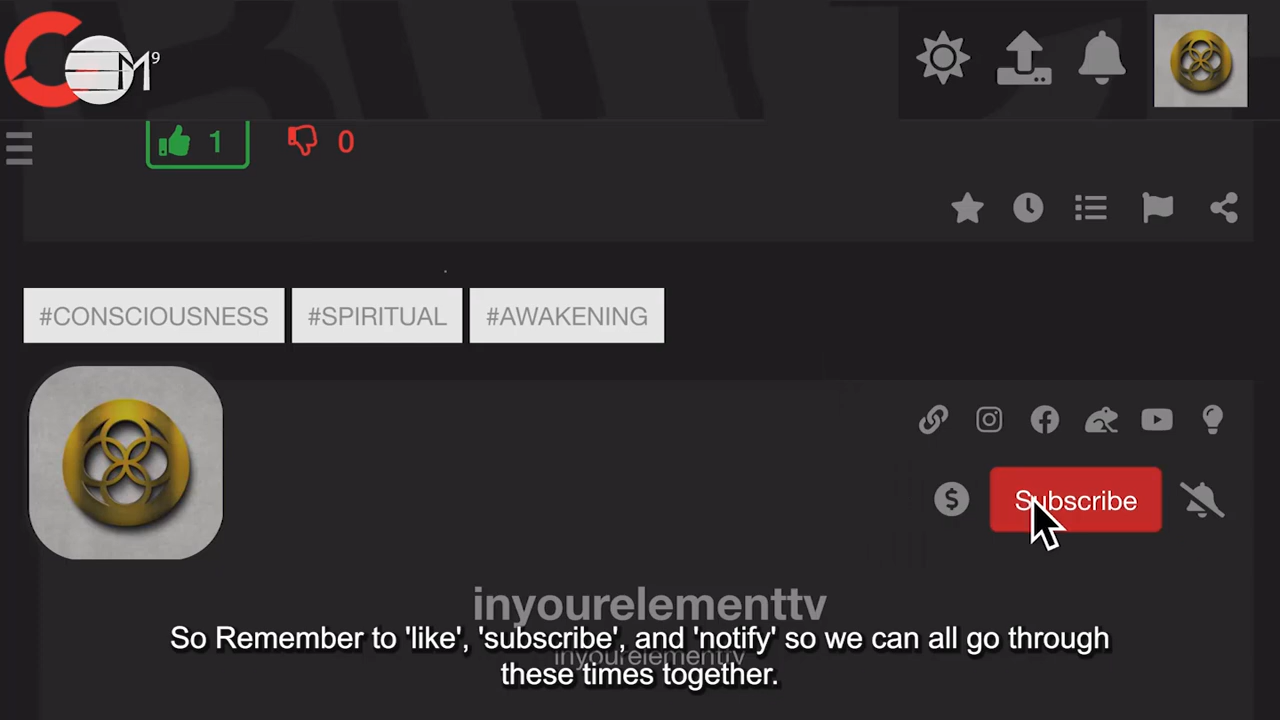 M9
1
0
#CONSCIOUSNESS
#SPIRITUAL
#AWAKENING
Subscribe
inyourelementtv
inyourelementtv
So Remember to 'like', 'subscribe', and 'notify' so we can all go through
these times together.